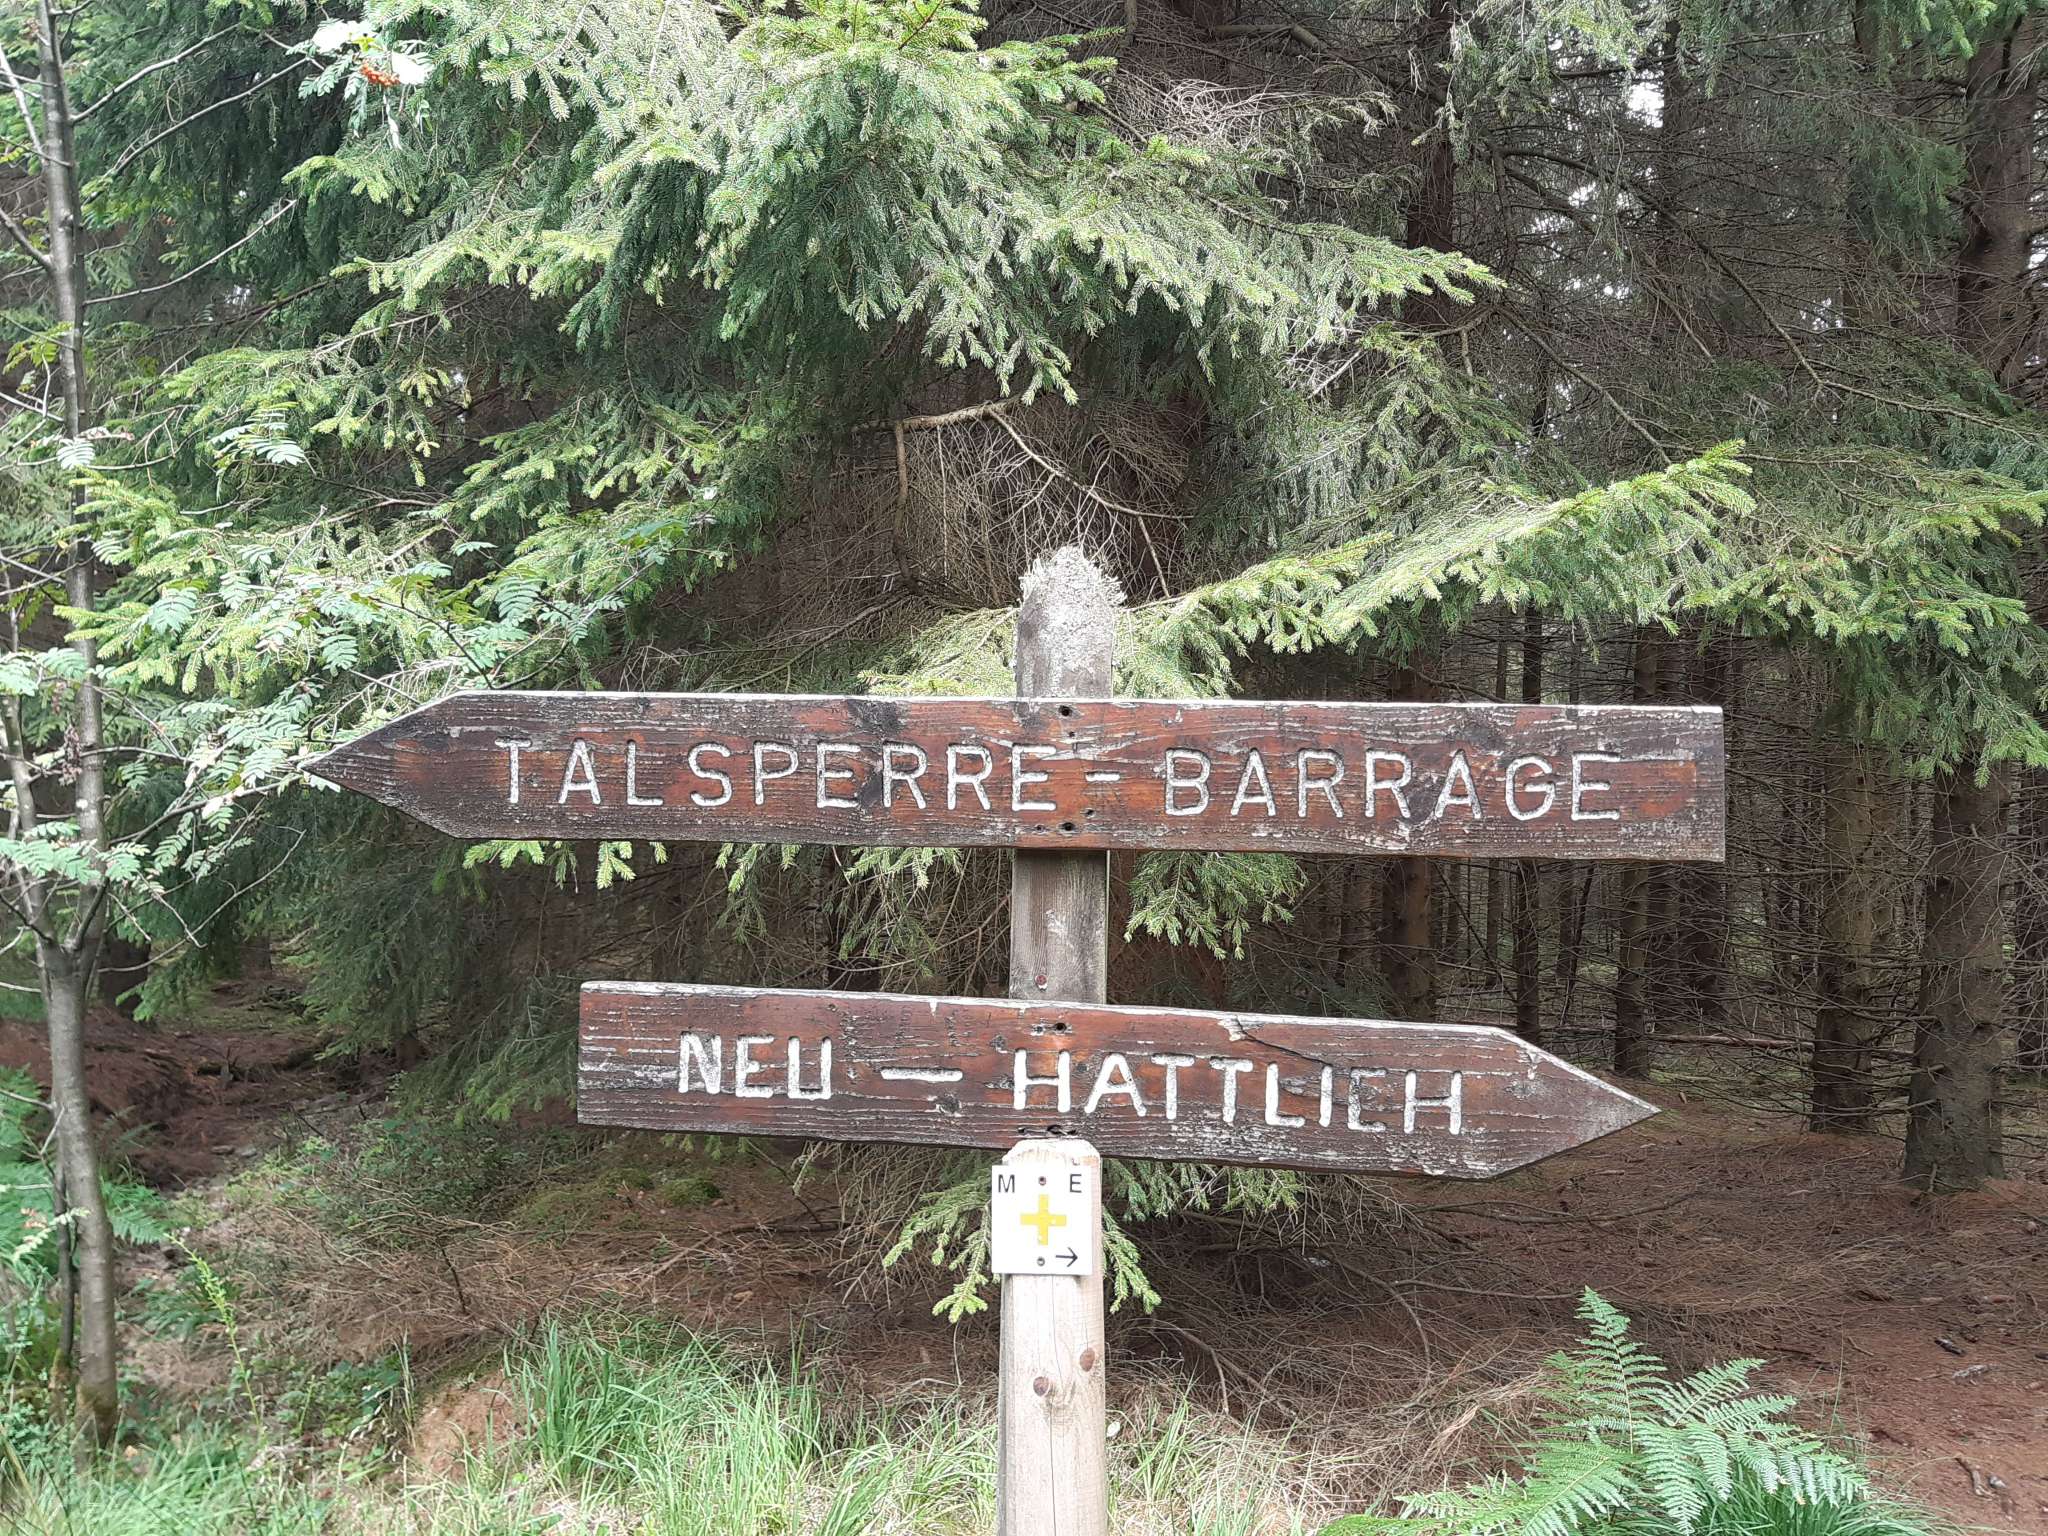 TALSPERRE - BARRAGE
NEU - HATTLICH
M E
→